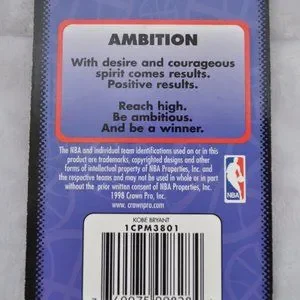 AMBITION
With desire and courageous
spirit comes results.
Positive results.
Reach high.
Be ambitious.
And be a winner.
The NBA and individual team identifications used on or in this
product are trademarks, copyrighted designs and other
forms of intellectual property of NBA Properties, Inc. and
the respective teams and may not be used in whole or in part
without the prior written consent of NBA Properties, Inc.
1998 Crown Pro, Inc.
www.crownpro.com
NBA
KOBE BRYANT
1CPM3801